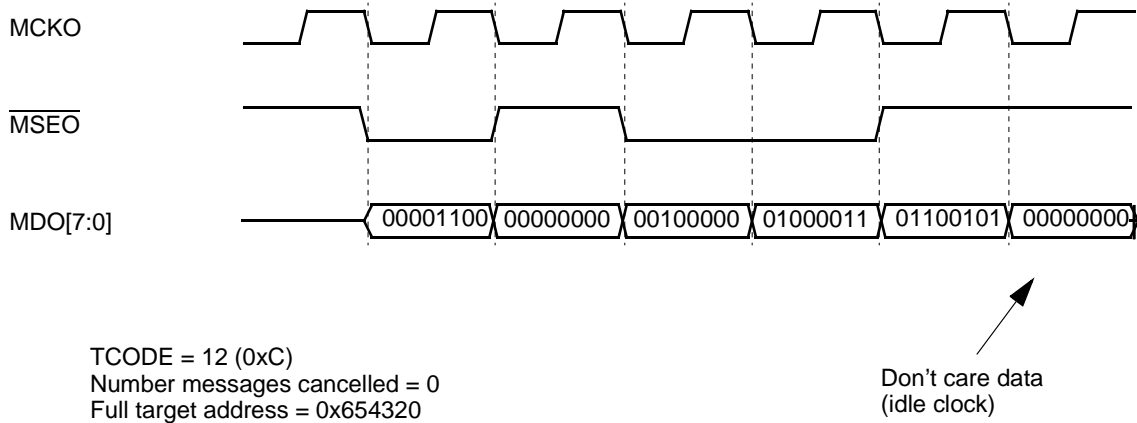 MCKO
MSEO
MDO[7:0]
00001100 00000000 00100000 01000011 01100101 00000000
TCODE = 12 (0xC)
Number messages cancelled = 0
Full target address = 0x654320
Don't care data
(idle clock)